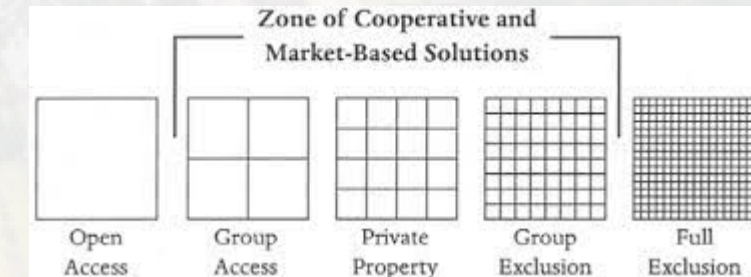 Zone of Cooperative and
Market-Based Solutions
Open Access
Group Access
Private Property
Group Exclusion
Full Exclusion